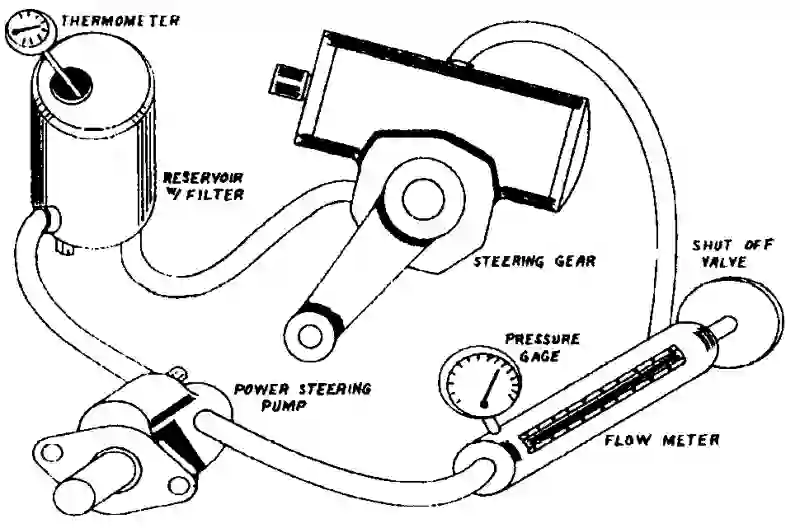 THERMOMETER
RESERVOIR
W/ FILTER
STEERING GEAR
SHUT OFF
VALVE
PRESSURE
GAGE
POWER STEERING
PUMP
FLOW METER